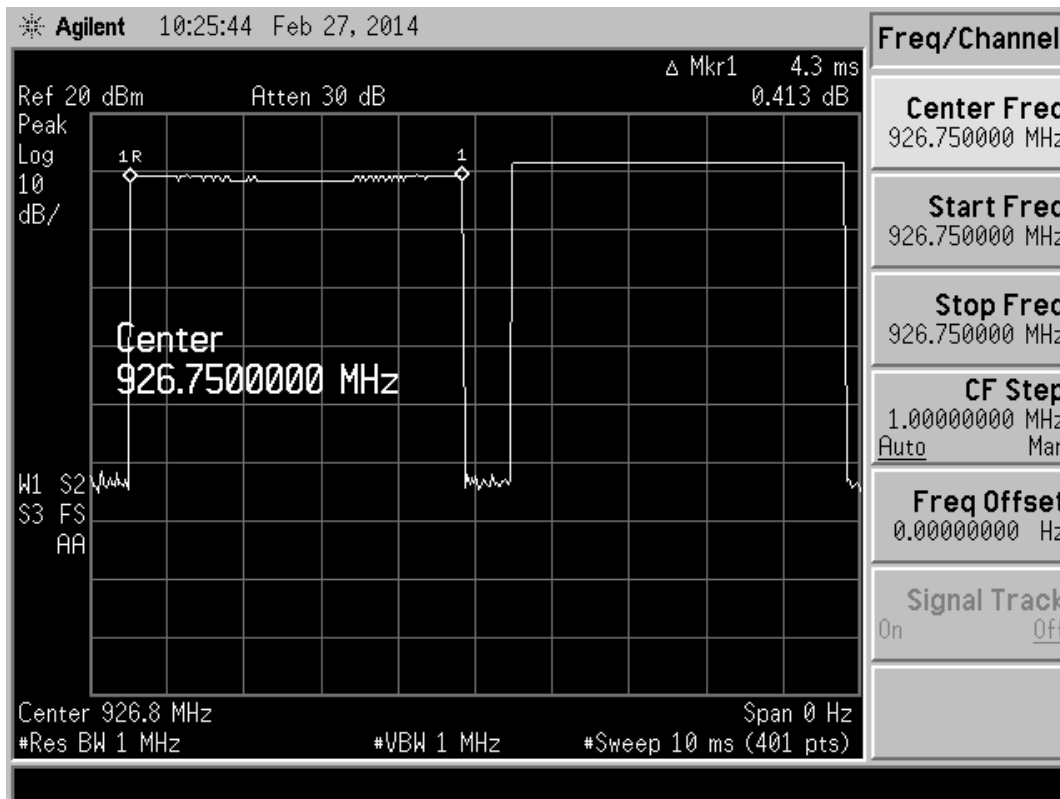 Agilent 10:25:44 Feb 27, 2014
Δ Mkr1 4.3 ms
Ref 20 dBm Atten 30 dB 0.413 dB
Peak
Log
10
dB/
1R
1
Center
926.7500000 MHz
W1 S2
S3 FS
AA
Center 926.8 MHz Span 0 Hz
#Res BW 1 MHz #VBW 1 MHz #Sweep 10 ms (401 pts)
Freq/Channel
Center Freq
926.750000 MHz
Start Freq
926.750000 MHz
Stop Freq
926.750000 MHz
CF Step
1.00000000 MHz
Auto Man
Freq Offset
0.00000000 Hz
Signal Track
On Off